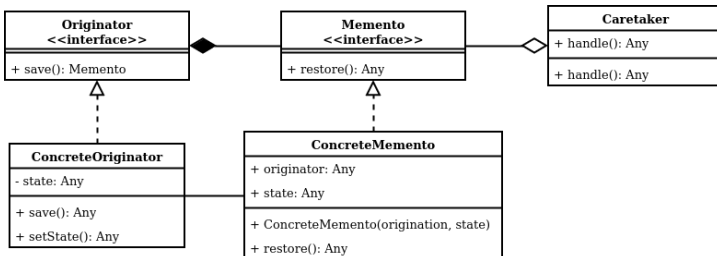 Originator
<<interface>>
+ save(): Memento
Memento
<<interface>>
+ restore(): Any
Caretaker
+ handle(): Any
+ handle(): Any
ConcreteOriginator
- state: Any
+ save(): Any
+ setState(): Any
ConcreteMemento
+ originator: Any
+ state: Any
+ ConcreteMemento(origination, state)
+ restore(): Any